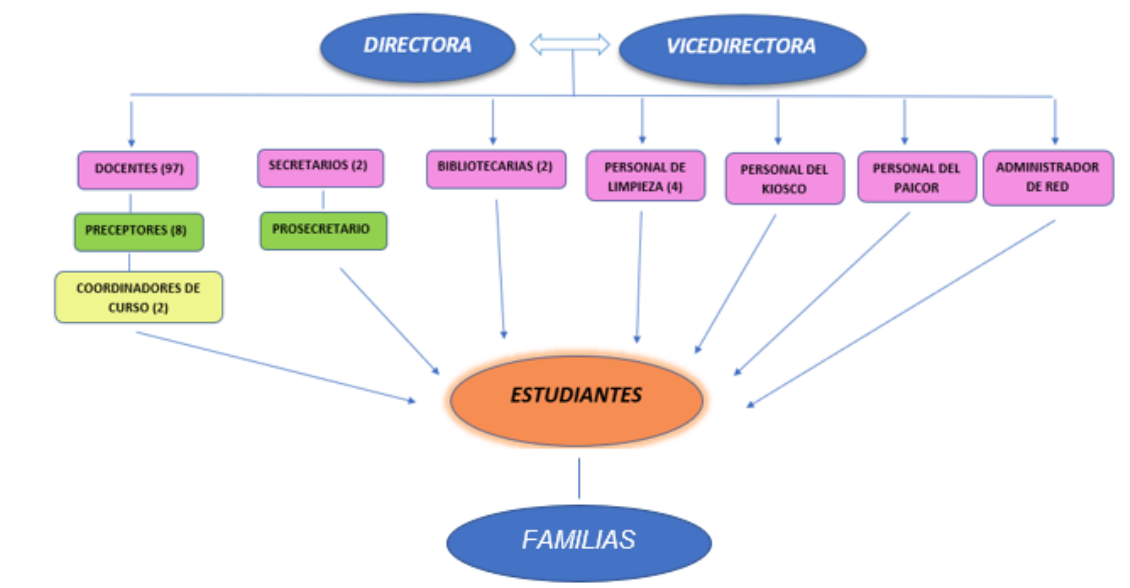 DIRECTORA
VICEDIRECTORA
DOCENTES (97)
SECRETARIOS (2)
BIBLIOTECARIAS (2)
PERSONAL DE
LIMPIEZA (4)
PERSONAL DEL
KIOSCO
PERSONAL DEL
PAICOR
ADMINISTRADOR
DE RED
PRECEPTORES (8)
PROSECRETARIO
COORDINADORES DE
CURSO (2)
ESTUDIANTES
FAMILIAS